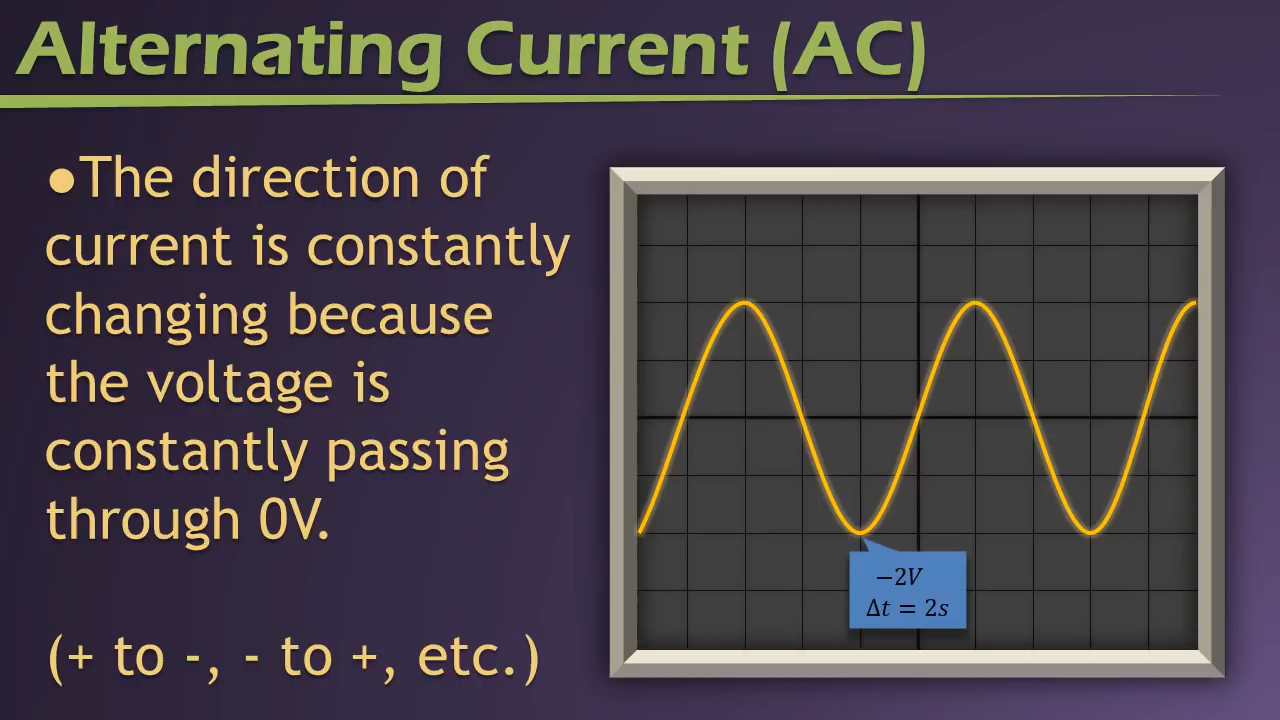 Alternating Current (AC)
●The direction of
current is constantly
changing because
the voltage is
constantly passing
through 0V.
(+ to -, - to +, etc.)
−2V
Δt = 2s